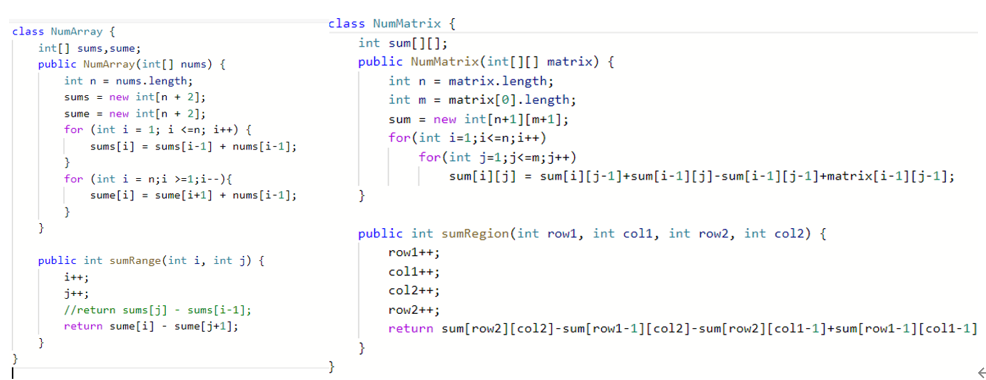 class NumArray {
int[] sums,sume;
public NumArray(int[] nums) {
int n = nums.length;
sums = new int[n + 2];
sume = new int[n + 2];
for (int i = 1; i <=n; i++) {
sums[i] = sums[i-1] + nums[i-1];
}
for (int i = n;i >=1;i--){
sume[i] = sume[i+1] + nums[i-1];
}
}
public int sumRange(int i, int j) {
i++;
j++;
//return sums[j] - sums[i-1];
return sume[i] - sume[j+1];
}
}
class NumMatrix {
int sum[][];
public NumMatrix(int[][] matrix) {
int n = matrix.length;
int m = matrix[0].length;
sum = new int[n+1][m+1];
for(int i=1;i<=n;i++)
for(int j=1;j<=m;j++)
sum[i][j] = sum[i][j-1]+sum[i-1][j]-sum[i-1][j-1]+matrix[i-1][j-1];
}
public int sumRegion(int row1, int col1, int row2, int col2) {
row1++;
col1++;
col2++;
row2++;
return sum[row2][col2]-sum[row1-1][col2]-sum[row2][col1-1]+sum[row1-1][col1-1]
}
}